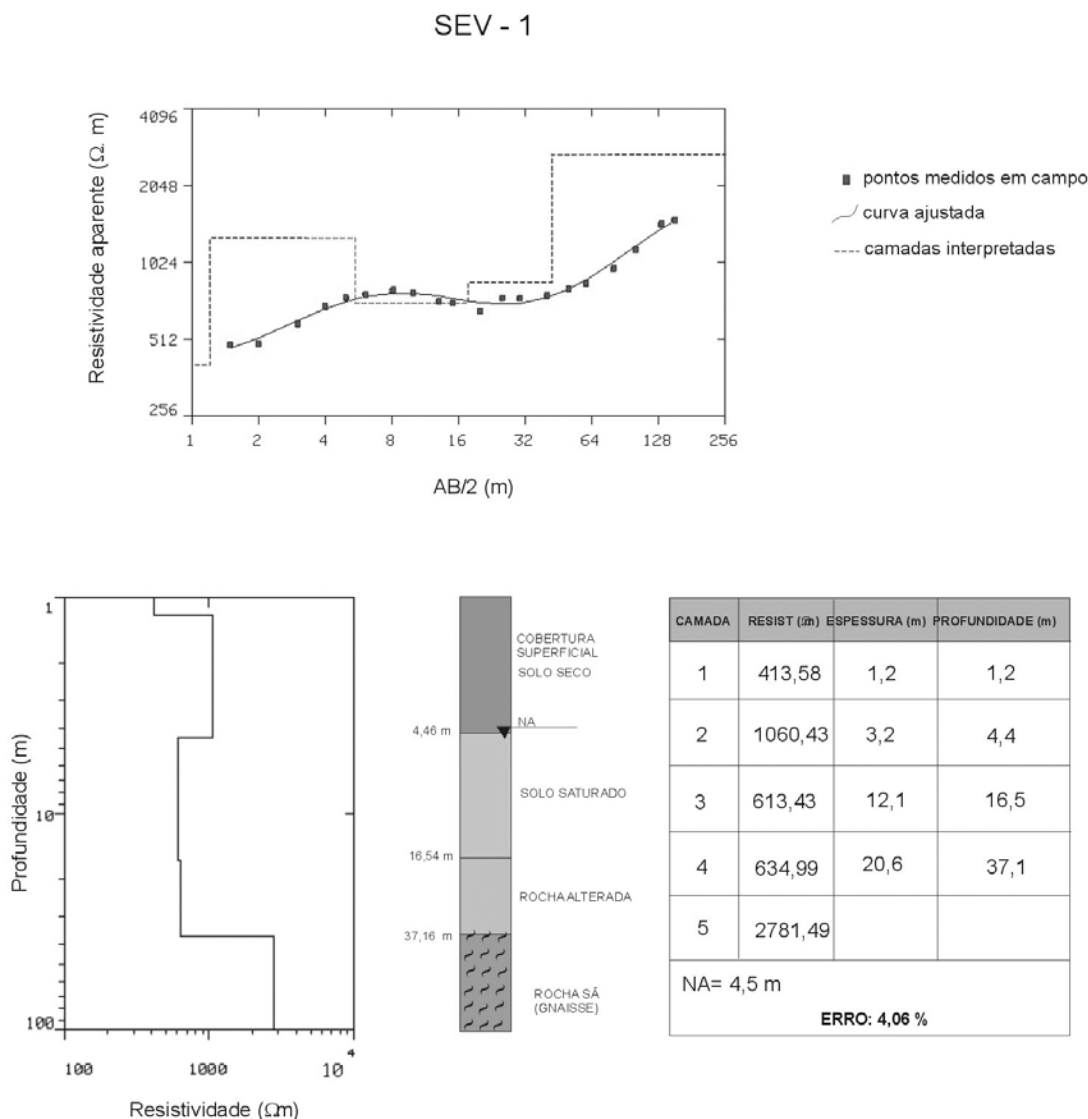 SEV - 1
Resistividade aparente (Ω. m)
4096
2048
1024
512
256
1 2 4 8 16 32 64 128 256
AB/2 (m)
pontos medidos em campo
curva ajustada
camadas interpretadas
Profundidade (m)
1
10
100
100 1000 10⁴
Resistividade (Ωm)
COBERTURA
SUPERFICIAL
SOLO SECO
NA
4,46 m
SOLO SATURADO
16,54 m
ROCHA ALTERADA
37,16 m
ROCHA SÃ
(GNAISSE)
CAMADA RESIST (Ωm) ESPESSURA (m) PROFUNDIDADE (m)
1 413,58 1,2 1,2
2 1060,43 3,2 4,4
3 613,43 12,1 16,5
4 634,99 20,6 37,1
5 2781,49
NA= 4,5 m
ERRO: 4,06 %